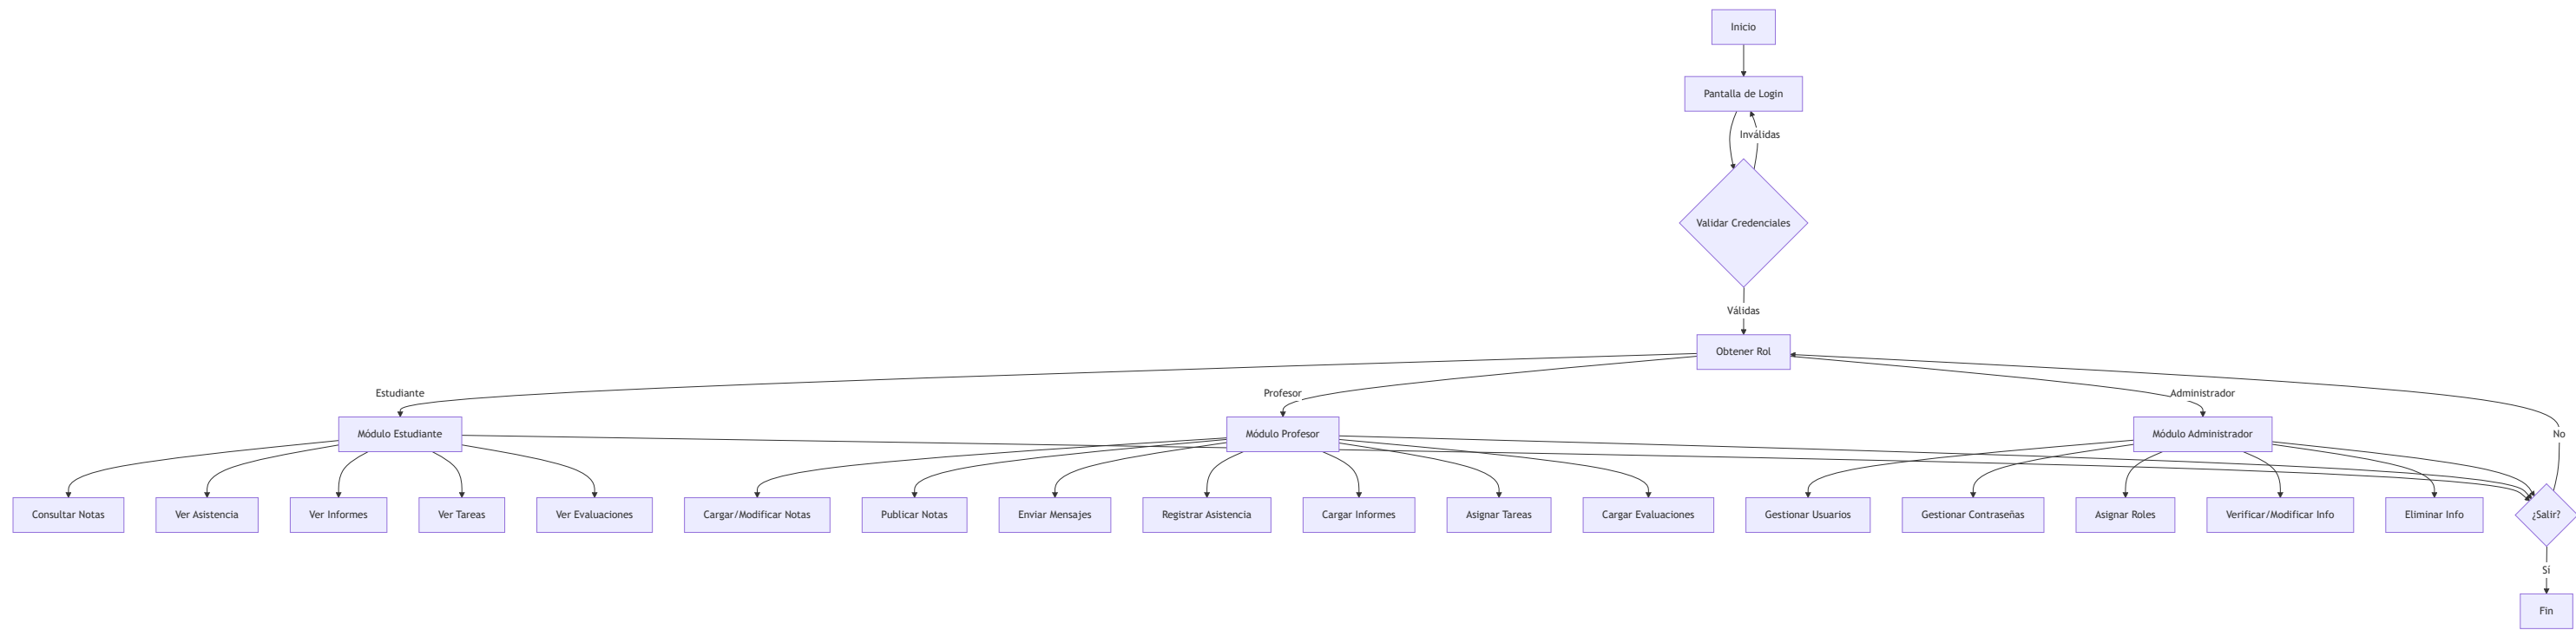 Inicio
Pantalla de Login
Inválidas
Validar Credenciales
Válidas
Obtener Rol
Estudiante
Profesor
Administrador
Módulo Estudiante
Módulo Profesor
Módulo Administrador
No
Consultar Notas
Ver Asistencia
Ver Informes
Ver Tareas
Ver Evaluaciones
Cargar/Modificar Notas
Publicar Notas
Enviar Mensajes
Registrar Asistencia
Cargar Informes
Asignar Tareas
Cargar Evaluaciones
Gestionar Usuarios
Gestionar Contraseñas
Asignar Roles
Verificar/Modificar Info
Eliminar Info
¿Salir?
Sí
Fin